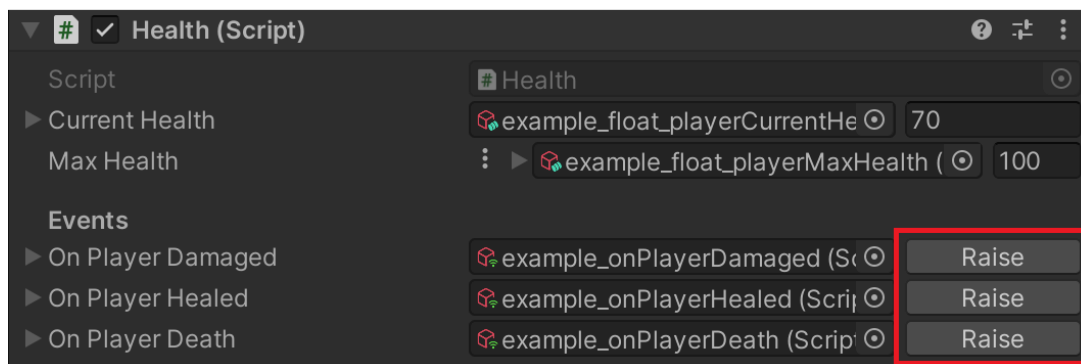 # Health (Script)
Script # Health
Current Health example_float_playerCurrentHe 70
Max Health example_float_playerMaxHealth ( 100
Events
On Player Damaged example_onPlayerDamaged (Sc Raise
On Player Healed example_onPlayerHealed (Scrip Raise
On Player Death example_onPlayerDeath (Script Raise